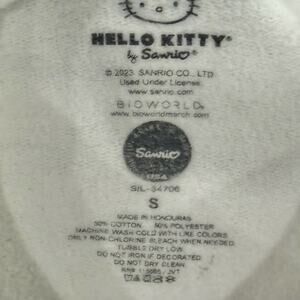 HELLO KITTY®
by Sanrio®
© 2023 SANRIO CO., LTD.
Used Under License.
www.sanrio.com
BIOWORLD®
www.bioworldmerch.com
Sanrio
USA
SIL-34706
S
MADE IN HONDURAS
50% COTTON 50% POLYESTER
MACHINE WASH COLD WITH LIKE COLORS
ONLY NON-CHLORINE BLEACH WHEN NEEDED
TUMBLE DRY LOW
DO NOT IRON IF DECORATED
DO NOT DRY CLEAN